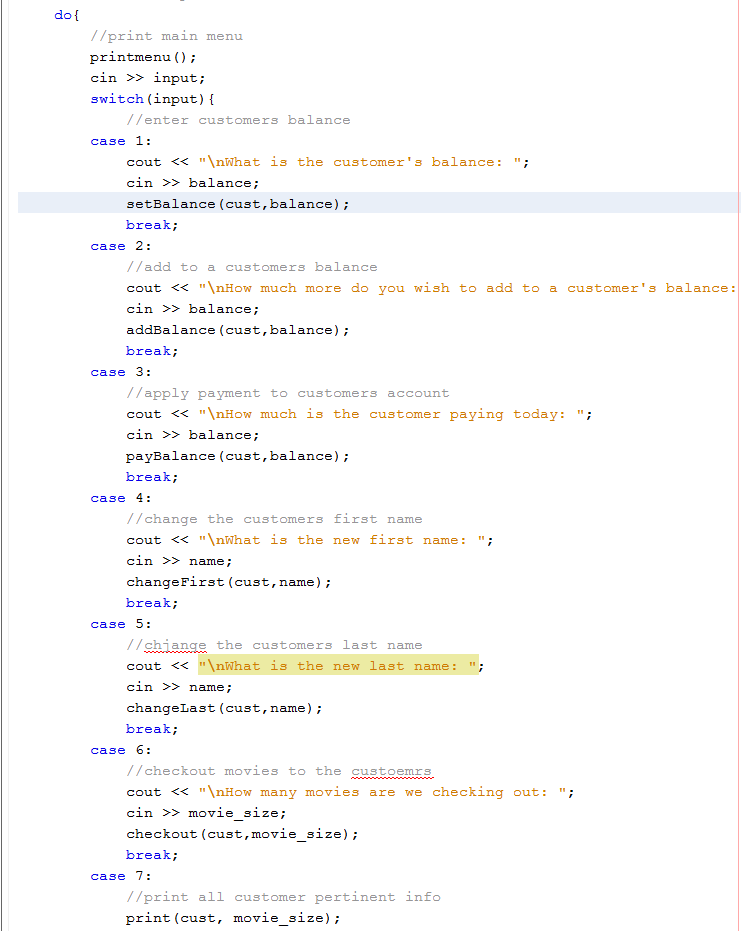 do{
//print main menu
printmenu();
cin >> input;
switch(input){
//enter customers balance
case 1:
cout << "\nWhat is the customer's balance: ";
cin >> balance;
setBalance(cust,balance);
break;
case 2:
//add to a customers balance
cout << "\nHow much more do you wish to add to a customer's balance:
cin >> balance;
addBalance(cust,balance);
break;
case 3:
//apply payment to customers account
cout << "\nHow much is the customer paying today: ";
cin >> balance;
payBalance(cust,balance);
break;
case 4:
//change the customers first name
cout << "\nWhat is the new first name: ";
cin >> name;
changeFirst(cust,name);
break;
case 5:
//chjange the customers last name
cout << "\nWhat is the new last name: ";
cin >> name;
changeLast(cust,name);
break;
case 6:
//checkout movies to the custoemrs
cout << "\nHow many movies are we checking out: ";
cin >> movie_size;
checkout(cust,movie_size);
break;
case 7:
//print all customer pertinent info
print(cust, movie_size);